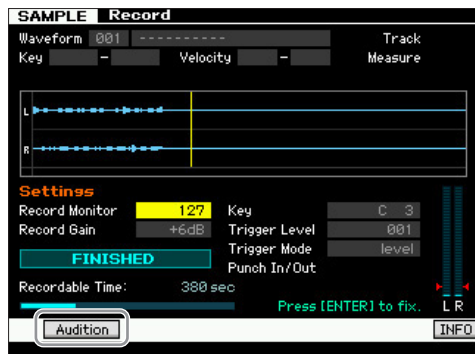 SAMPLE Record
Waveform 001 ---------- Track
Key – Velocity – Measure
L
R
Settings
Record Monitor 127 Key C 3
Record Gain +6dB Trigger Level 001
FINISHED Trigger Mode level
Punch In/Out
Recordable Time: 380 sec
Press [ENTER] to fix. L R
Audition INFO